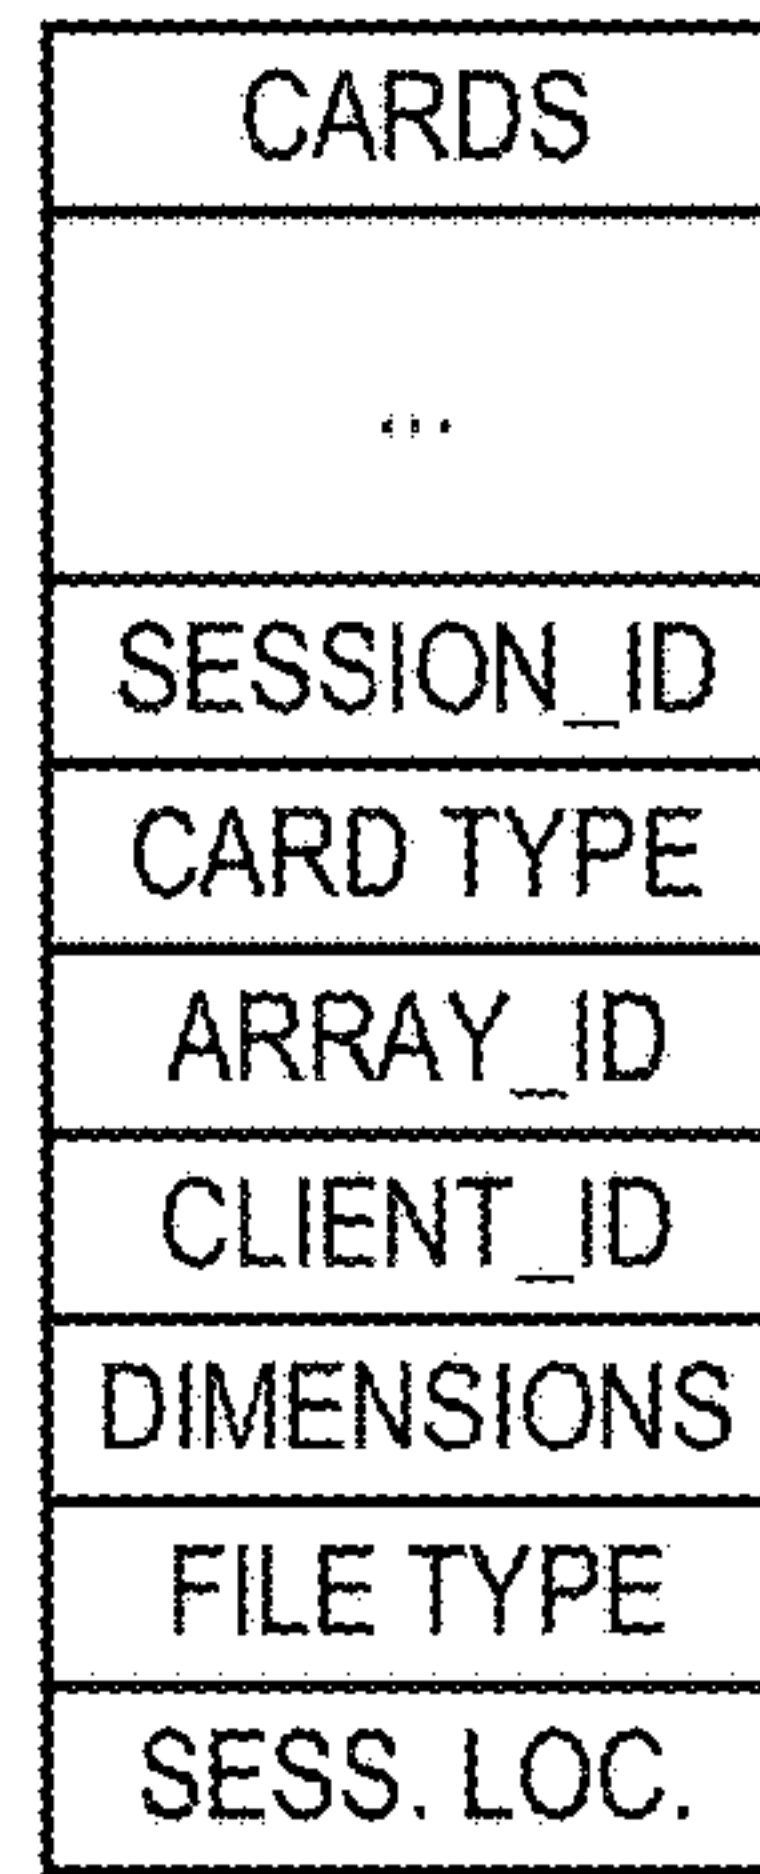 CARDS
...
SESSION_ID
CARD TYPE
ARRAY_ID
CLIENT_ID
DIMENSIONS
FILE TYPE
SESS. LOC.